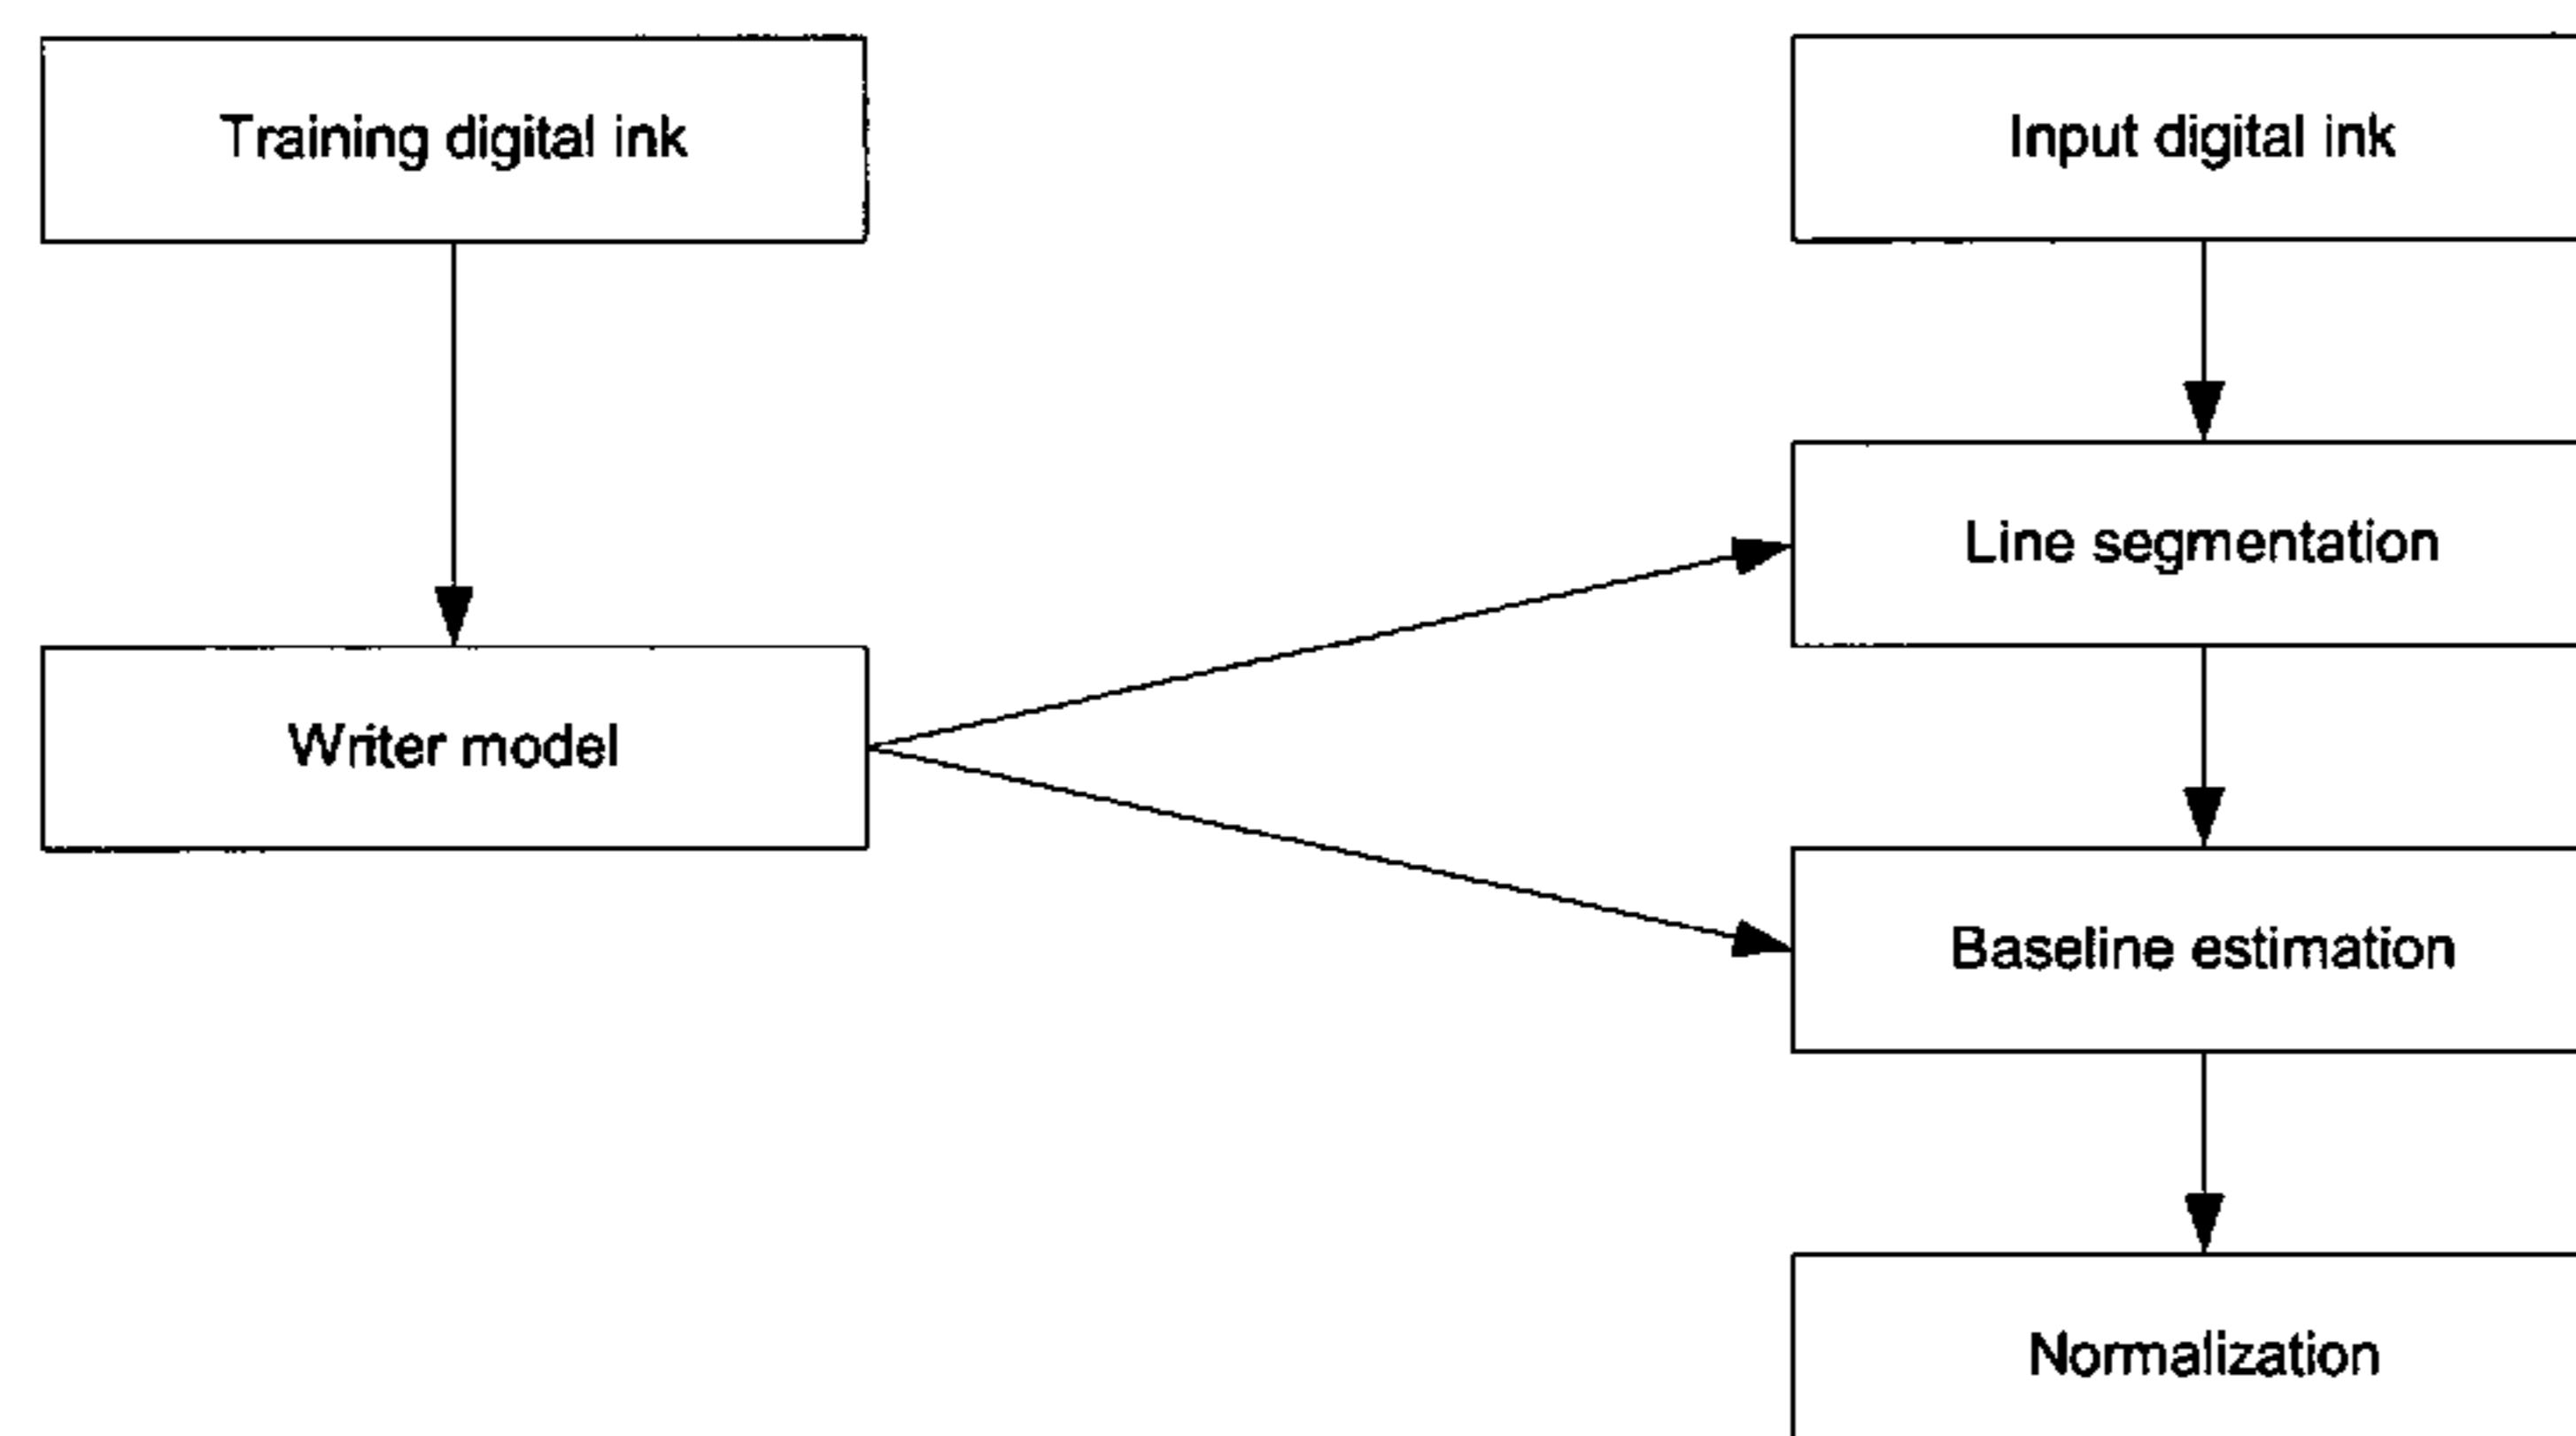 Training digital ink
Input digital ink
Line segmentation
Writer model
Baseline estimation
Normalization